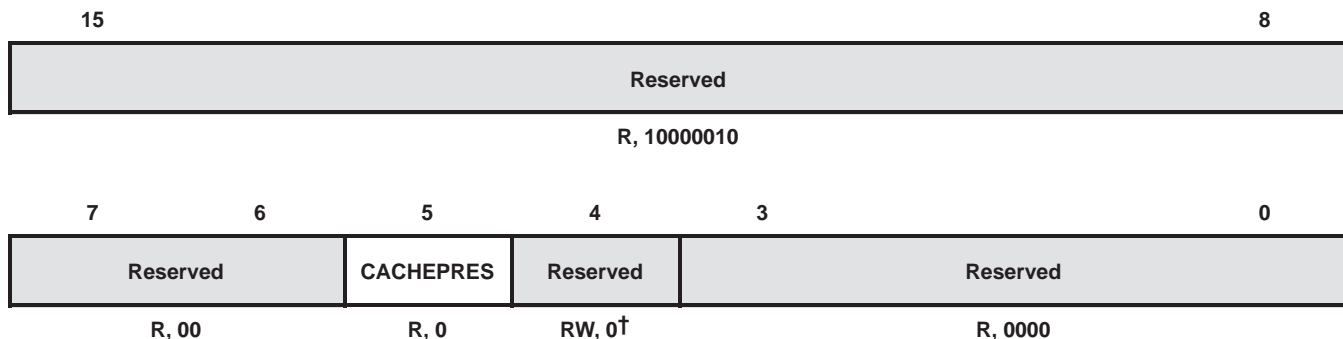 15 8
Reserved
R, 10000010
7 6 5 4 3 0
Reserved CACHEPRES Reserved Reserved
R, 00 R, 0 RW, 0† R, 0000